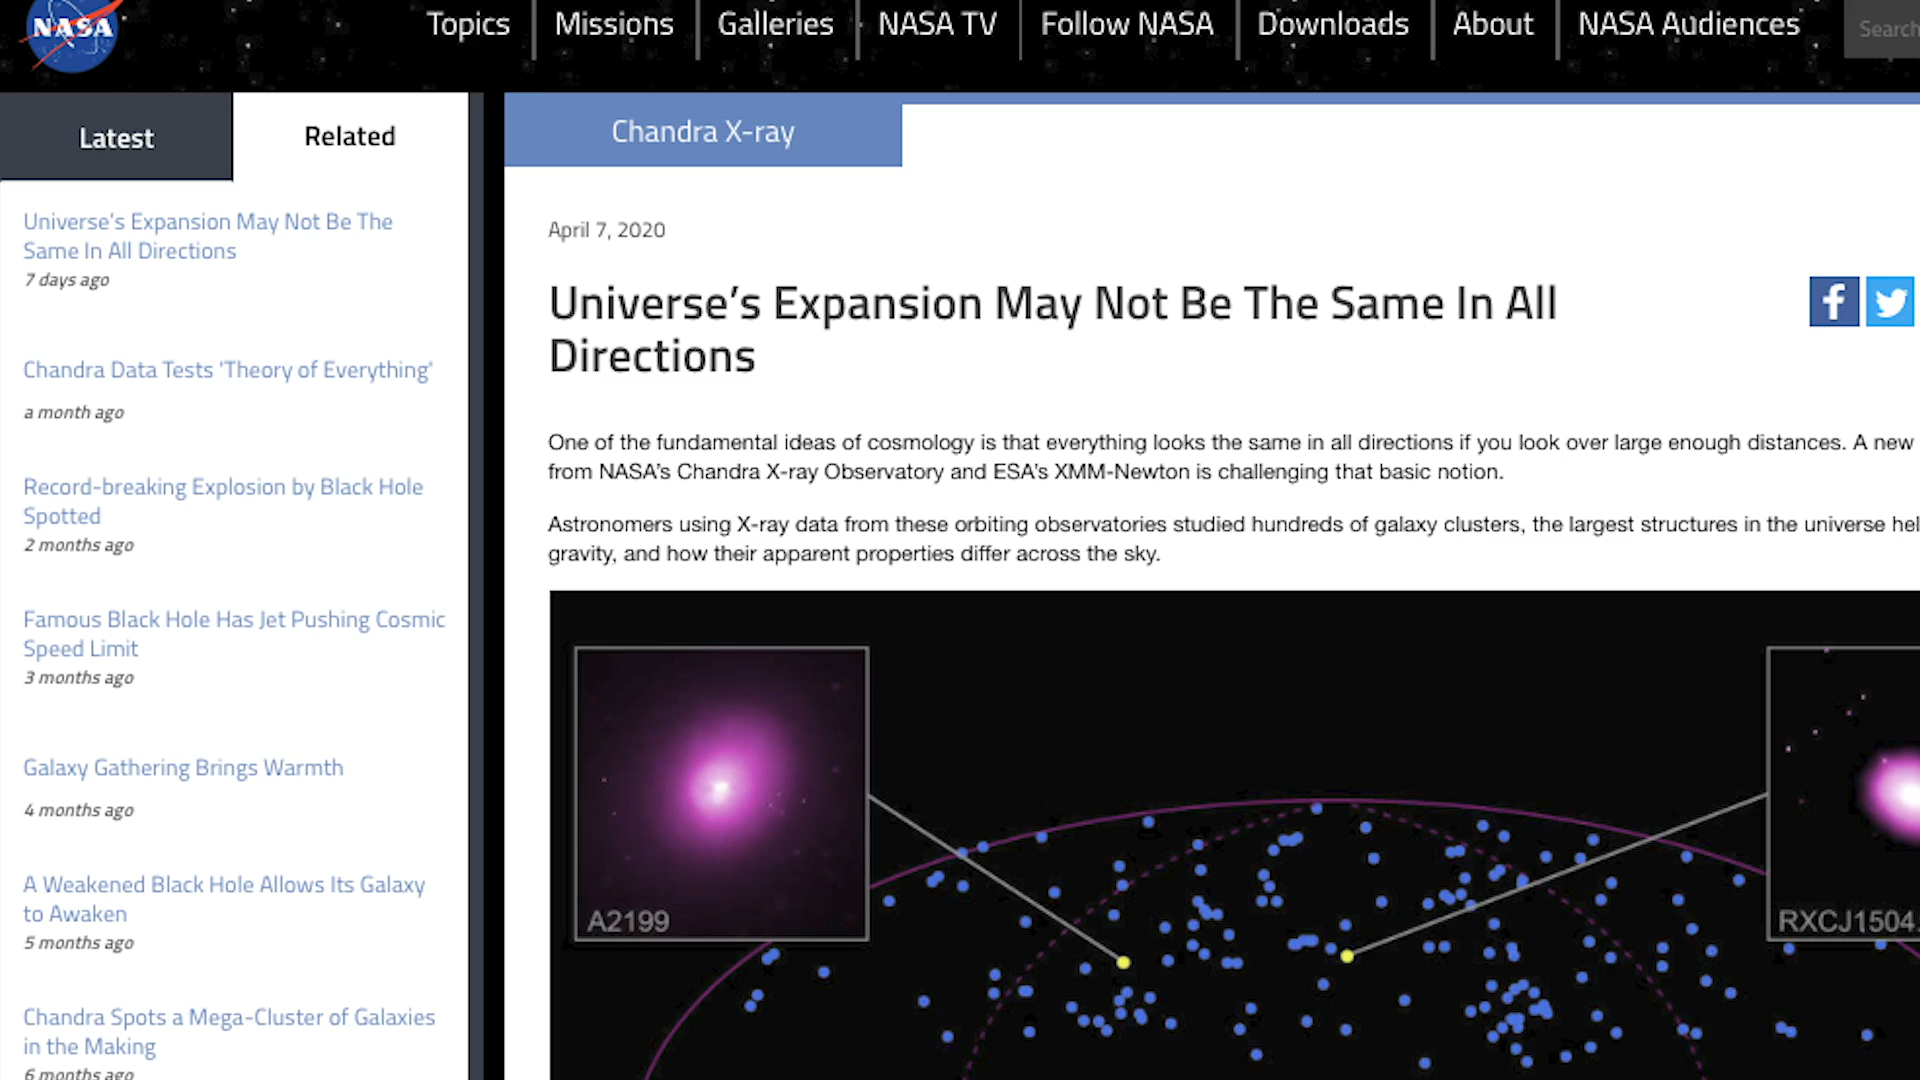 NASA
Topics
Missions
Galleries
NASA TV
Follow NASA
Downloads
About
NASA Audiences
Search
Latest
Related
Universe's Expansion May Not Be The
Same In All Directions
7 days ago
Chandra Data Tests 'Theory of Everything'
a month ago
Record-breaking Explosion by Black Hole
Spotted
2 months ago
Famous Black Hole Has Jet Pushing Cosmic
Speed Limit
3 months ago
Galaxy Gathering Brings Warmth
4 months ago
A Weakened Black Hole Allows Its Galaxy
to Awaken
5 months ago
Chandra Spots a Mega-Cluster of Galaxies
in the Making
6 months ago
Chandra X-ray
April 7, 2020
Universe’s Expansion May Not Be The Same In All
Directions
One of the fundamental ideas of cosmology is that everything looks the same in all directions if you look over large enough distances. A new
from NASA’s Chandra X-ray Observatory and ESA’s XMM-Newton is challenging that basic notion.
Astronomers using X-ray data from these orbiting observatories studied hundreds of galaxy clusters, the largest structures in the universe hel
gravity, and how their apparent properties differ across the sky.
A2199
RXCJ1504.